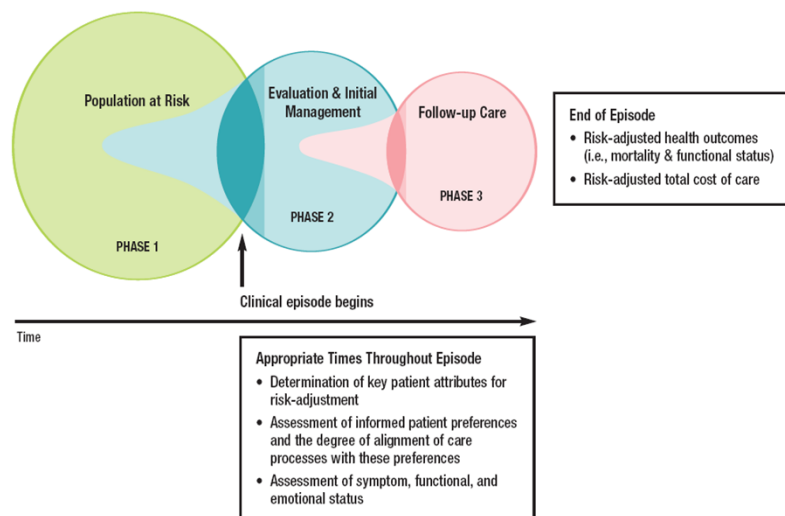 Population at Risk
PHASE 1
Evaluation & Initial
Management
PHASE 2
Follow-up Care
PHASE 3
End of Episode
• Risk-adjusted health outcomes
(i.e., mortality & functional status)
• Risk-adjusted total cost of care
Clinical episode begins
Time
Appropriate Times Throughout Episode
• Determination of key patient attributes for
risk-adjustment
• Assessment of informed patient preferences
and the degree of alignment of care
processes with these preferences
• Assessment of symptom, functional, and
emotional status